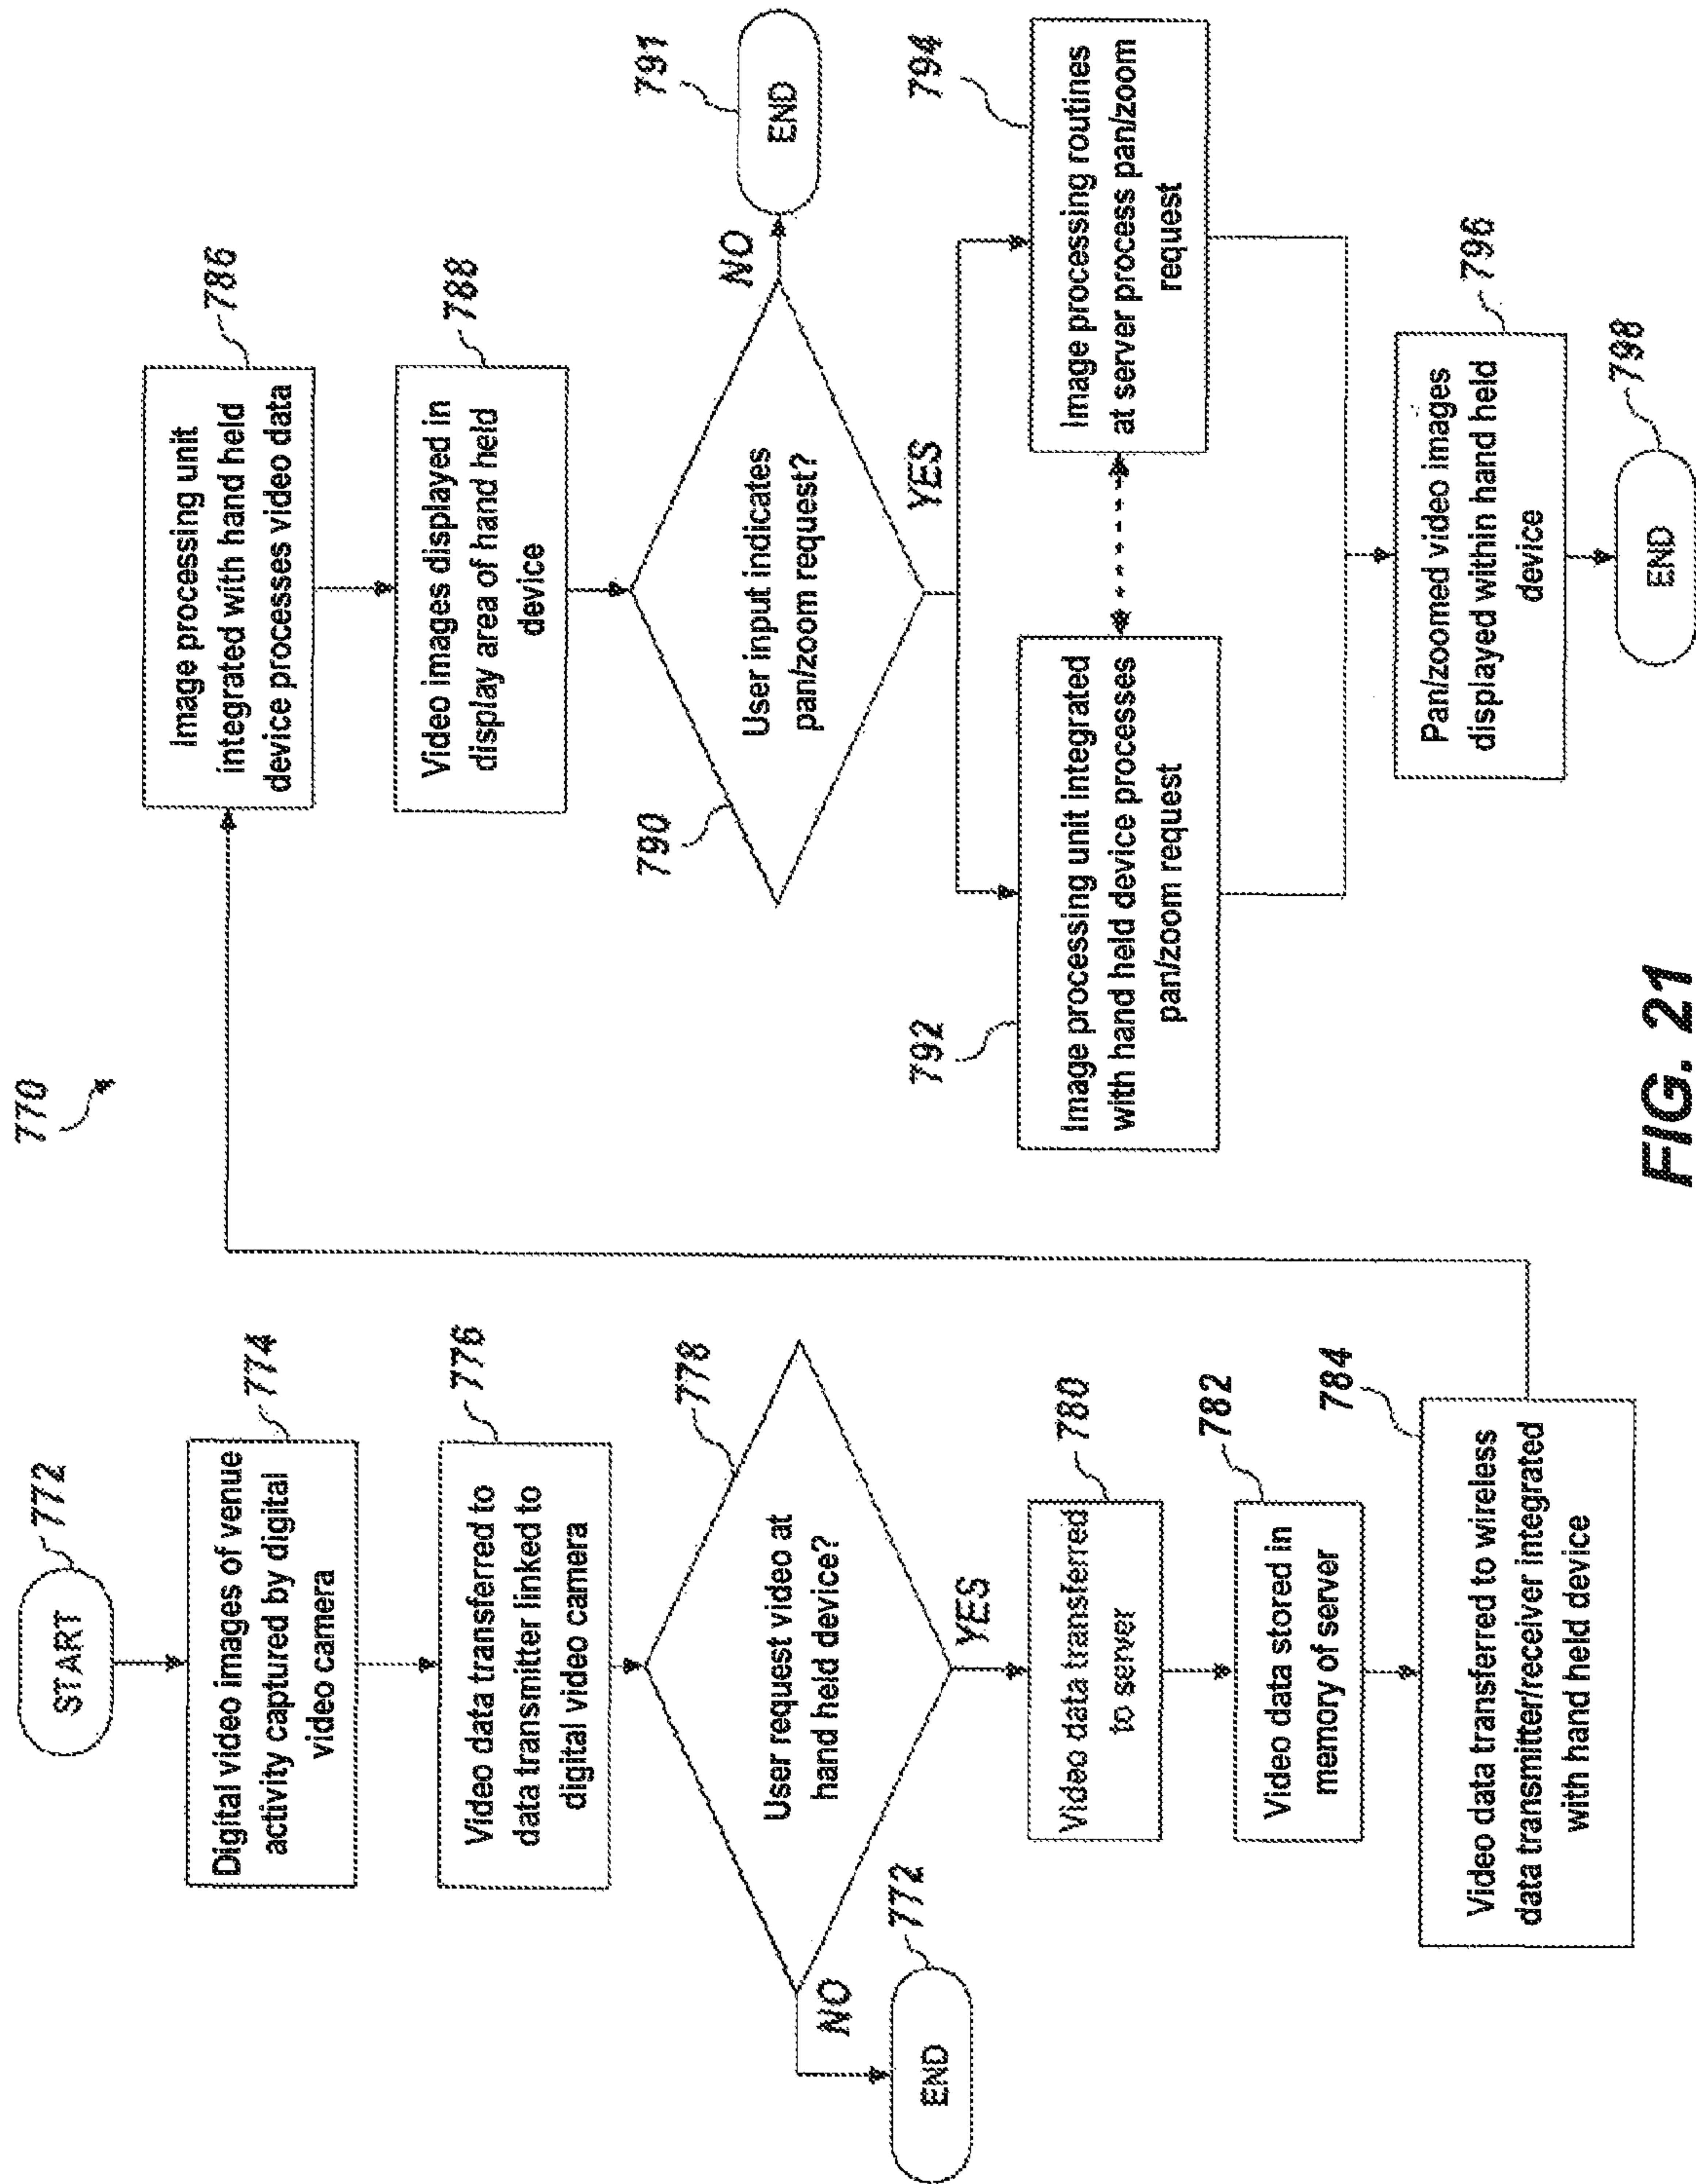 770
START
772
Digital video images of venue
activity captured by digital
video camera
774
Video data transferred to
data transmitter linked to
digital video camera
776
User request video at
hand held device?
778
NO
END
772
YES
Video data transferred
to server
780
Video data stored in
memory of server
782
Video data transferred to wireless
data transmitter/receiver integrated
with hand held device
784
Image processing unit
integrated with hand held
device processes video data
786
Video images displayed in
display area of hand held
device
788
User input indicates
pan/zoom request?
790
NO
END
791
YES
Image processing unit integrated
with hand held device processes
pan/zoom request
792
Image processing routines
at server process pan/zoom
request
794
Pan/zoomed video images
displayed within hand held
device
796
END
798
FIG. 21